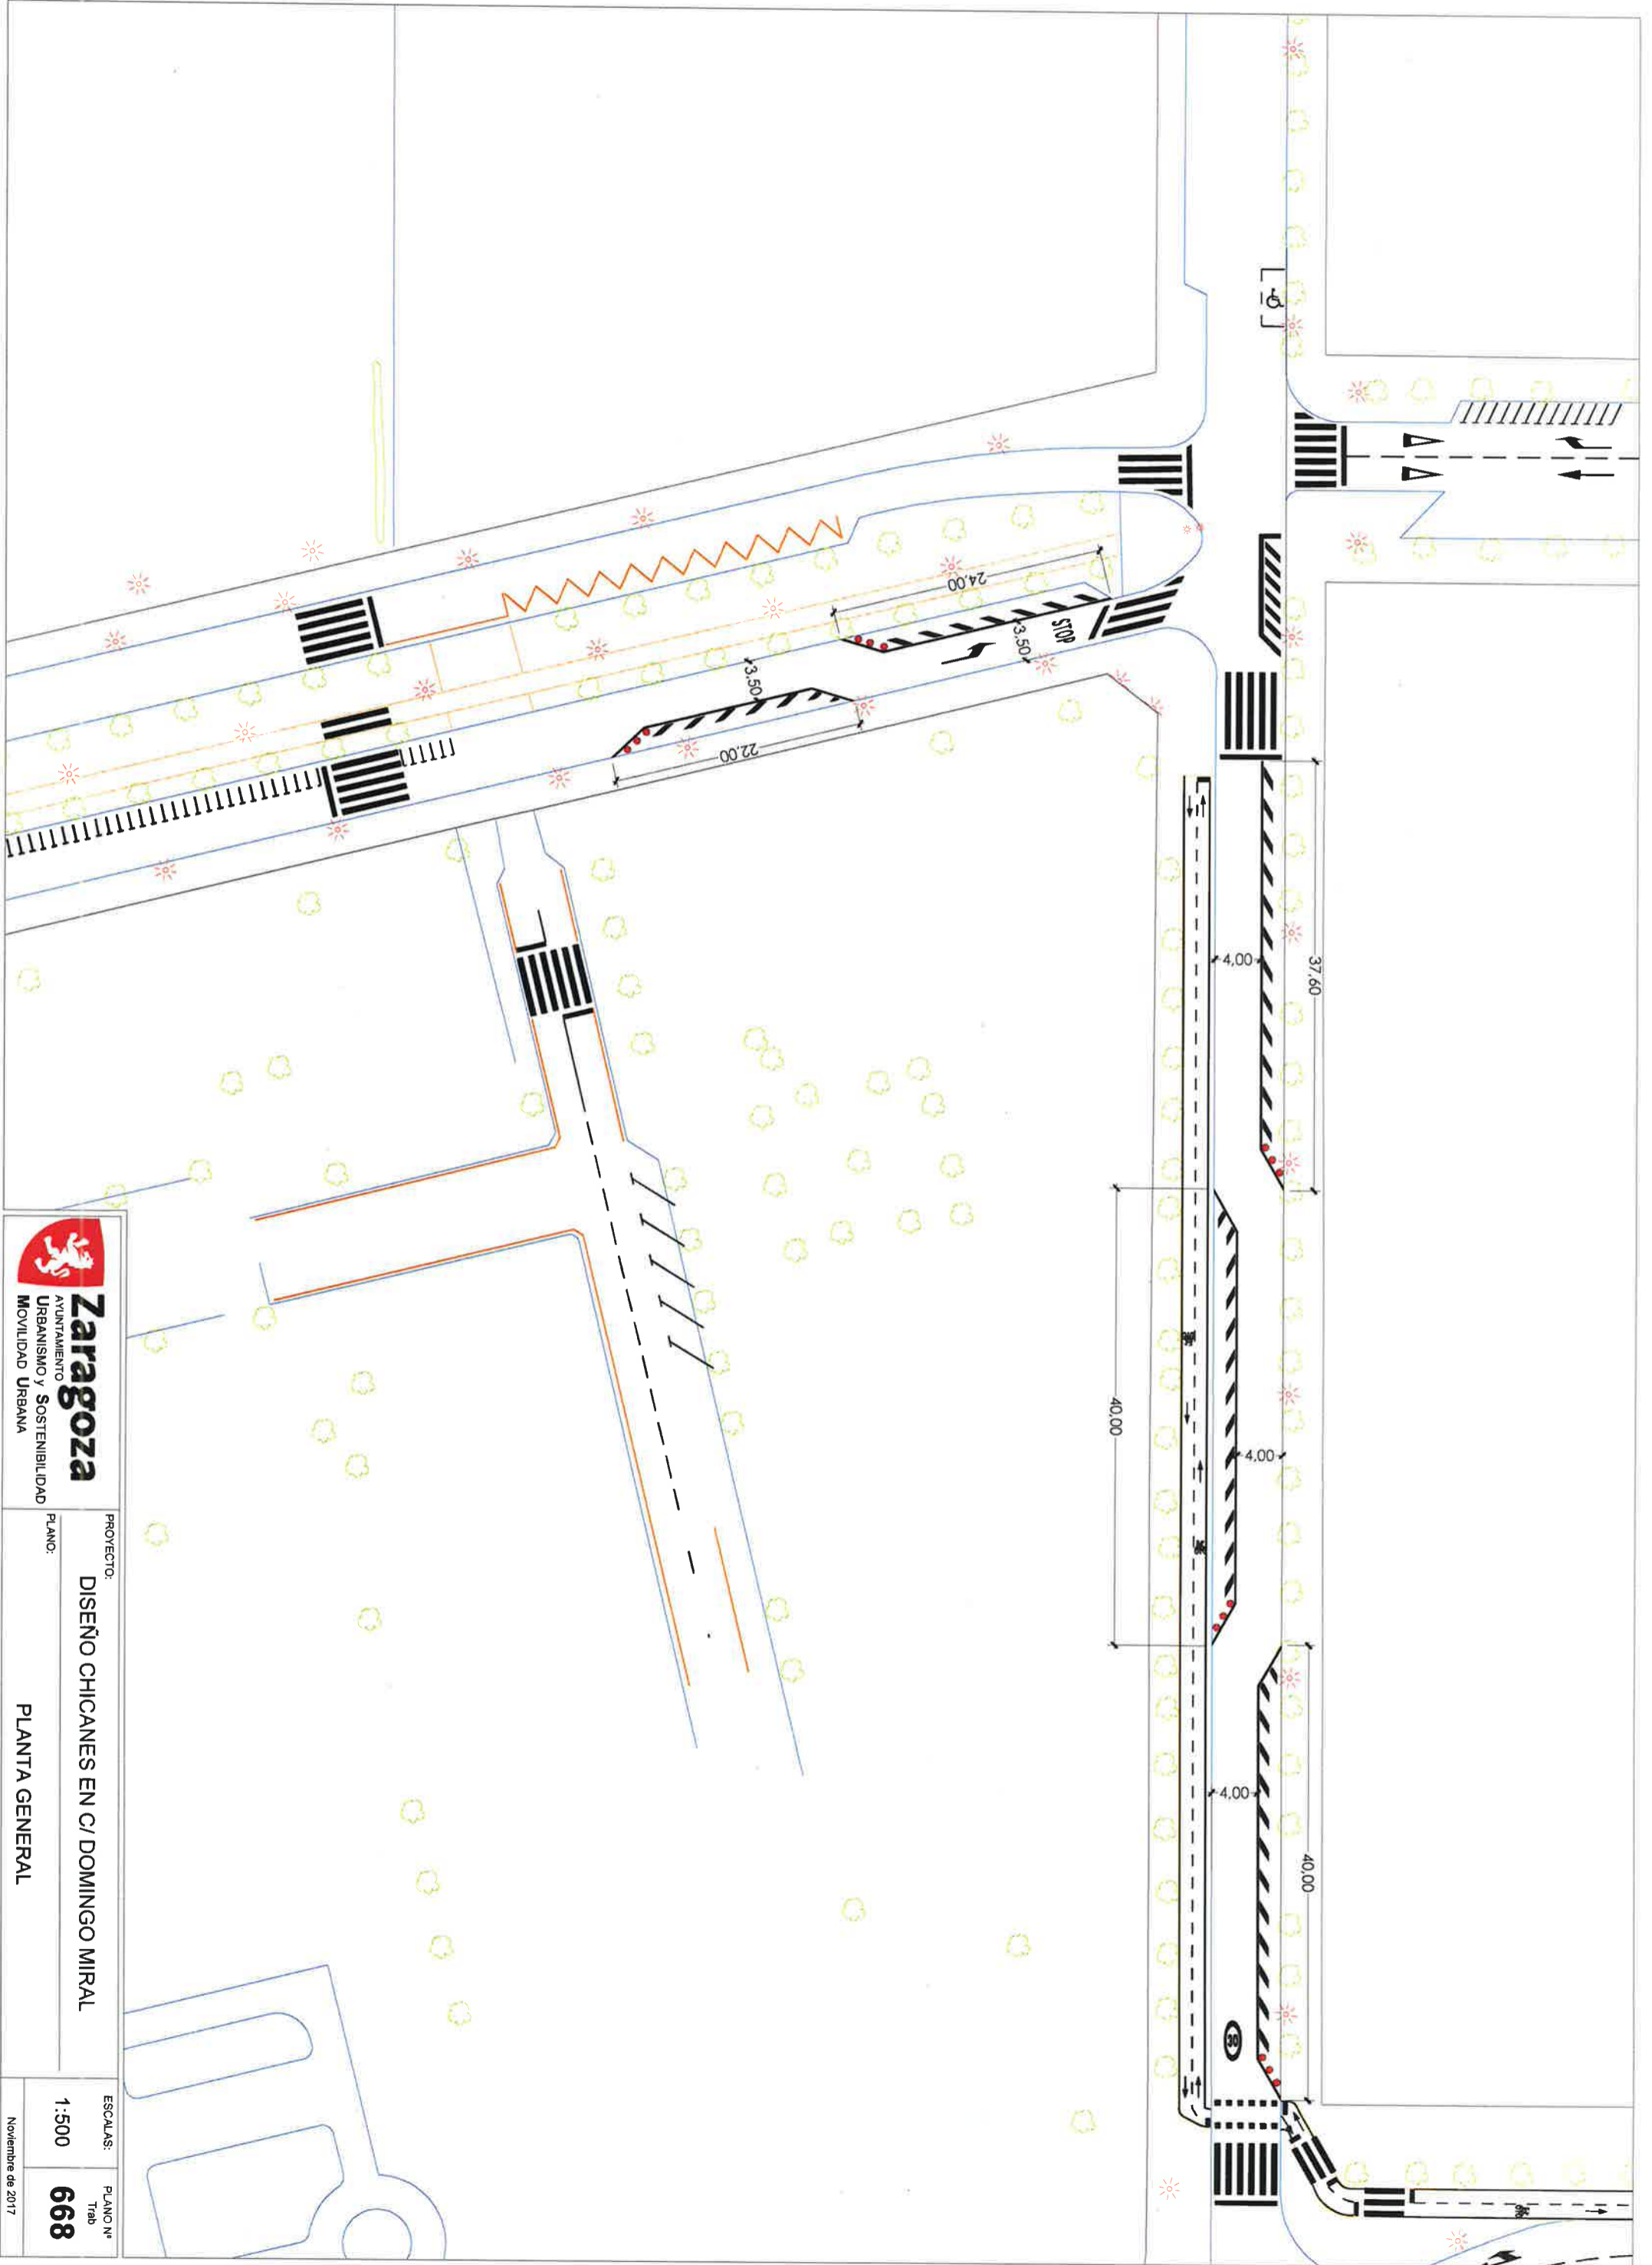 STOP
3,50
24,00
3,50
22,00
37,60
4,00
40,00
4,00
40,00
4,00
30
Zaragoza
AYUNTAMIENTO
URBANISMO y SOSTENIBILIDAD
MOVILIDAD URBANA
PROYECTO:
DISEÑO CHICANES EN C/ DOMINGO MIRAL
PLANO:
PLANTA GENERAL
ESCALAS:
1:500
PLANO Nº
Trab
668
Noviembre de 2017